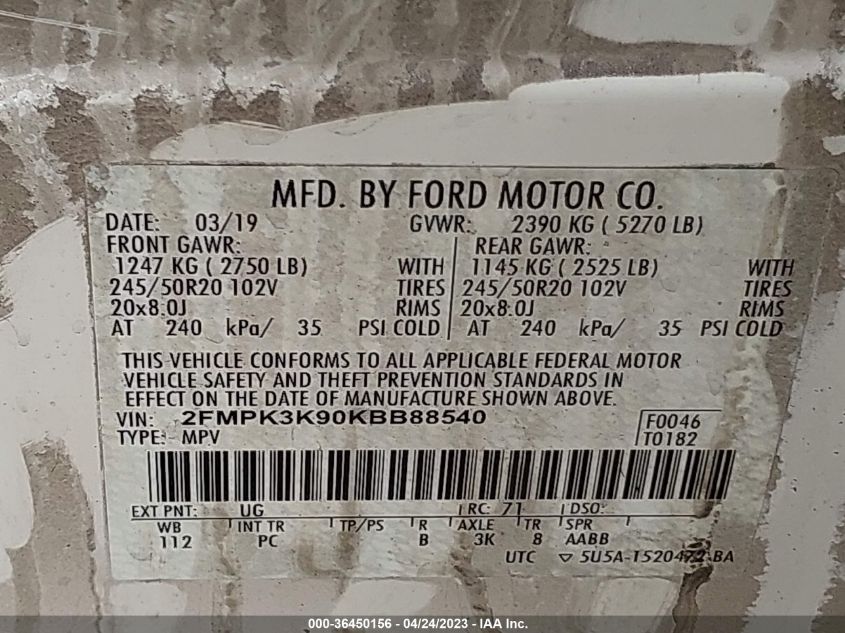 MFD. BY FORD MOTOR CO.
DATE: 03/19 GVWR: 2390 KG ( 5270 LB)
FRONT GAWR: REAR GAWR:
1247 KG ( 2750 LB) WITH 1145 KG ( 2525 LB) WITH
245/50R20 102V TIRES 245/50R20 102V TIRES
20x8.0J RIMS 20x8.0J RIMS
AT 240 kPa/ 35 PSI COLD AT 240 kPa/ 35 PSI COLD
THIS VEHICLE CONFORMS TO ALL APPLICABLE FEDERAL MOTOR
VEHICLE SAFETY AND THEFT PREVENTION STANDARDS IN
EFFECT ON THE DATE OF MANUFACTURE SHOWN ABOVE.
VIN: 2FMPK3K90KBB88540 F0046
TYPE: MPV T0182
EXT PNT: UG RC: 71 DSO:
WB INT TR TP/PS R AXLE TR SPR
112 PC B 3K 8 AABB
UTC ▽ 5U5A-1520472-BA
000-36450156 - 04/24/2023 - IAA Inc.